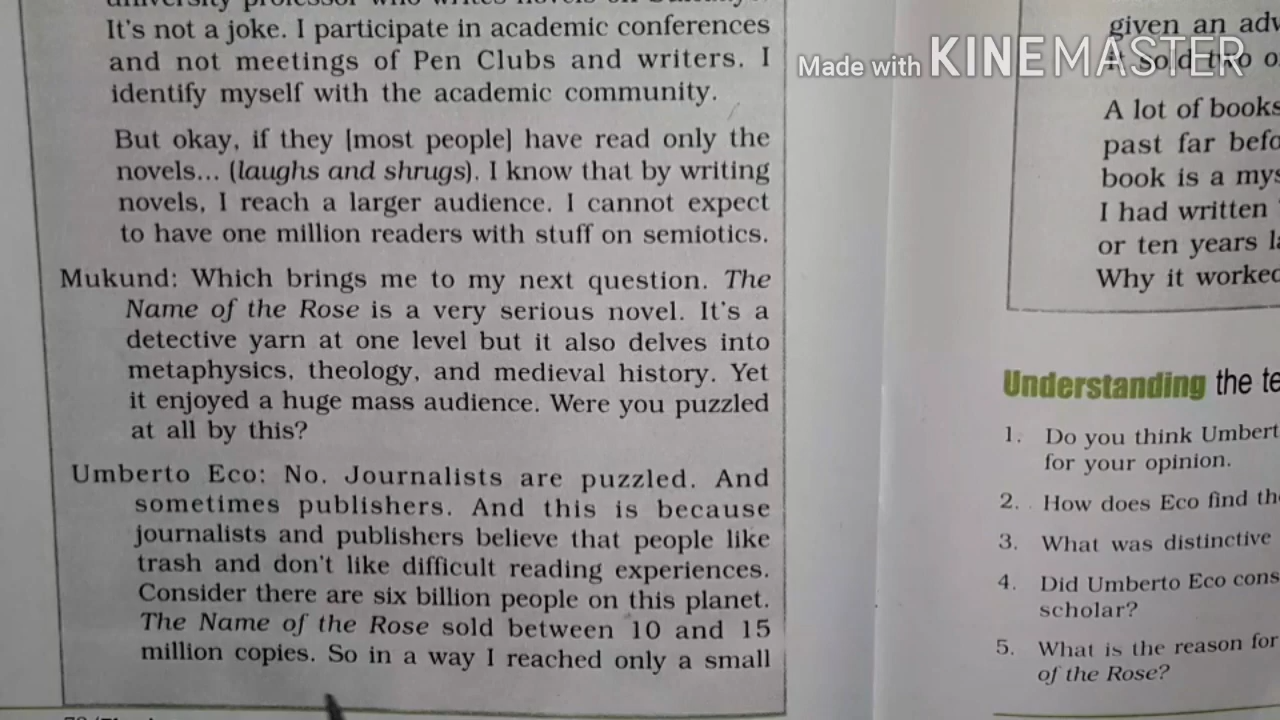 It's not a joke. I participate in academic conferences
and not meetings of Pen Clubs and writers. I
identify myself with the academic community.
But okay, if they [most people] have read only the
novels... (laughs and shrugs). I know that by writing
novels, I reach a larger audience. I cannot expect
to have one million readers with stuff on semiotics.
Mukund: Which brings me to my next question. The
Name of the Rose is a very serious novel. It's a
detective yarn at one level but it also delves into
metaphysics, theology, and medieval history. Yet
it enjoyed a huge mass audience. Were you puzzled
at all by this?
Umberto Eco: No. Journalists are puzzled. And
sometimes publishers. And this is because
journalists and publishers believe that people like
trash and don't like difficult reading experiences.
Consider there are six billion people on this planet.
The Name of the Rose sold between 10 and 15
million copies. So in a way I reached only a small
Made with KINEMASTER
given an
sold two
A lot of books
past far
book is a
I had written
or ten years
Why it worked
Understanding the
1. Do you think
for your opinion.
2. How does Eco find
3. What was distinctive
4. Did Umberto Eco
scholar?
5. What is the reason for
of the Rose?